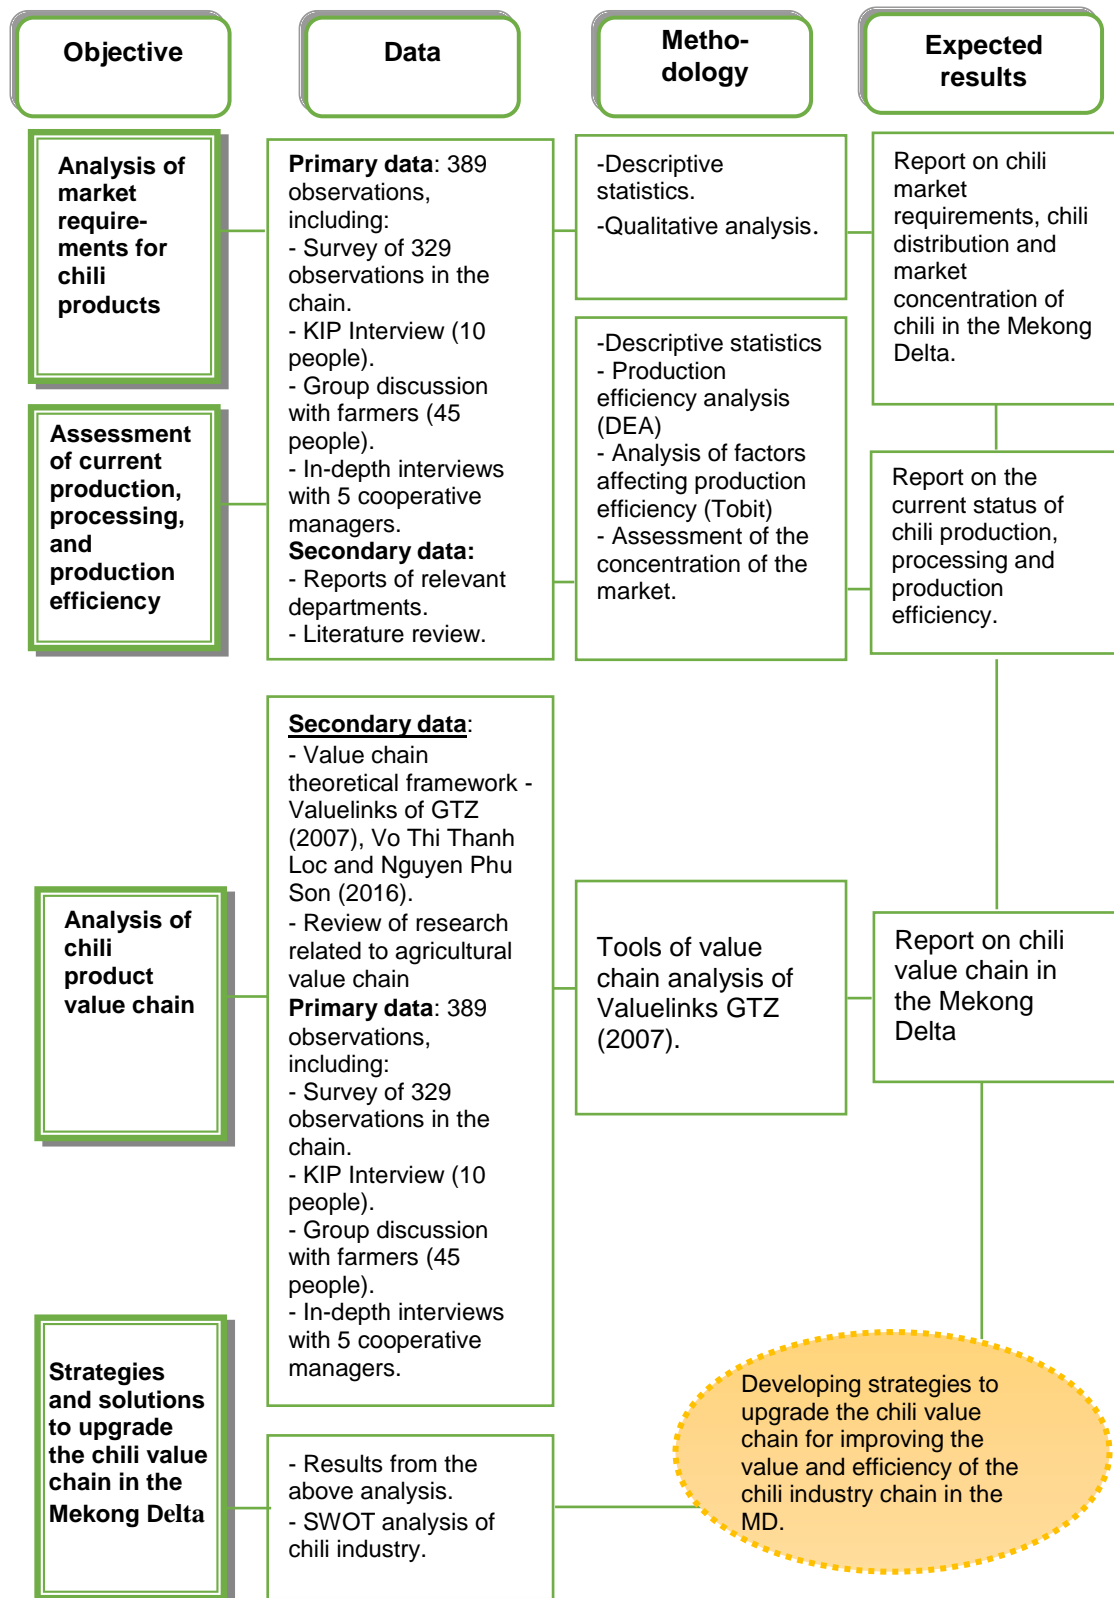 Objective
Data
Metho-
dology
Expected
results
Analysis of
market
require-
ments for
chili
products
Primary data: 389
observations,
including:
- Survey of 329
observations in the
chain.
- KIP Interview (10
people).
- Group discussion
with farmers (45
people).
- In-depth interviews
with 5 cooperative
managers.
Secondary data:
- Reports of relevant
departments.
- Literature review.
-Descriptive
statistics.
-Qualitative analysis.
Report on chili
market
requirements, chili
distribution and
market
concentration of
chili in the Mekong
Delta.
Assessment
of current
production,
processing,
and
production
efficiency
-Descriptive statistics
- Production
efficiency analysis
(DEA)
- Analysis of factors
affecting production
efficiency (Tobit)
- Assessment of the
concentration of the
market.
Report on the
current status of
chili production,
processing and
production
efficiency.
Analysis of
chili
product
value chain
Secondary data:
- Value chain
theoretical framework -
Valuelinks of GTZ
(2007), Vo Thi Thanh
Loc and Nguyen Phu
Son (2016).
- Review of research
related to agricultural
value chain
Primary data: 389
observations,
including:
- Survey of 329
observations in the
chain.
- KIP Interview (10
people).
- Group discussion
with farmers (45
people).
- In-depth interviews
with 5 cooperative
managers.
Tools of value
chain analysis of
Valuelinks GTZ
(2007).
Report on chili
value chain in
the Mekong
Delta
Strategies
and solutions
to upgrade
the chili value
chain in the
Mekong Delta
- Results from the
above analysis.
- SWOT analysis of
chili industry.
Developing strategies to
upgrade the chili value
chain for improving the
value and efficiency of the
chili industry chain in the
MD.